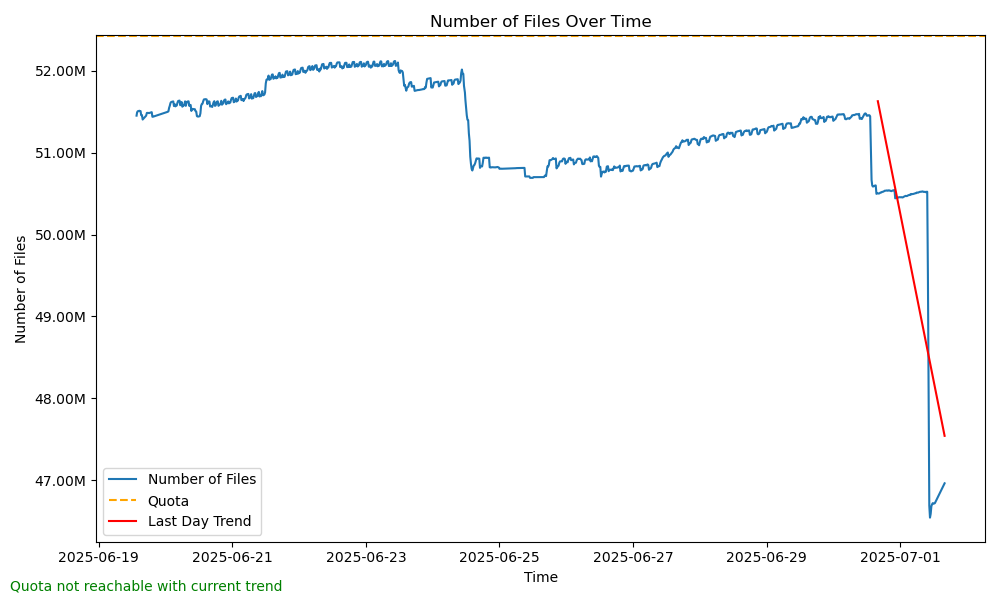 Number of Files Over Time
Number of Files
52.00M
51.00M
50.00M
49.00M
48.00M
47.00M
Number of Files
Quota
Last Day Trend
2025-06-19
2025-06-21
2025-06-23
2025-06-25
2025-06-27
2025-06-29
2025-07-01
Time
Quota not reachable with current trend